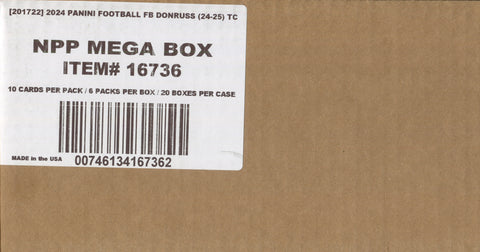 [201722] 2024 PANINI FOOTBALL FB DONRUSS (24-25) TC
NPP MEGA BOX
ITEM# 16736
10 CARDS PER PACK / 6 PACKS PER BOX / 20 BOXES PER CASE
MADE in the USA
00746134167362